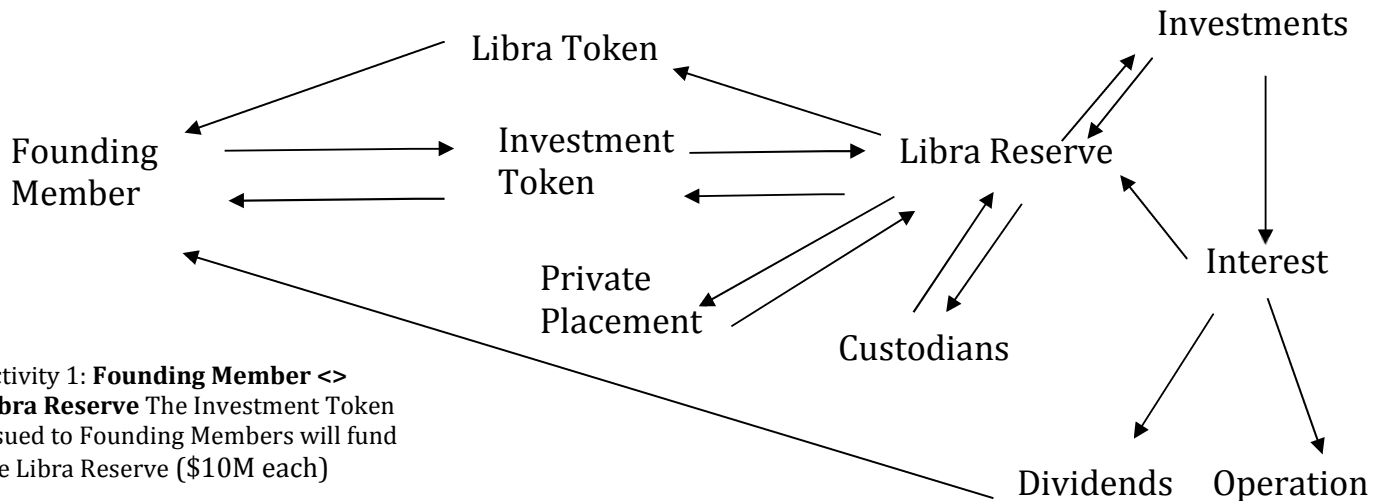 Investments
Libra Token
Founding
Member
Investment
Token
Libra Reserve
Interest
Private
Placement
Custodians
ctivity 1: Founding Member <>
bra Reserve The Investment Token
sued to Founding Members will fund
e Libra Reserve ($10M each)
Dividends
Operation